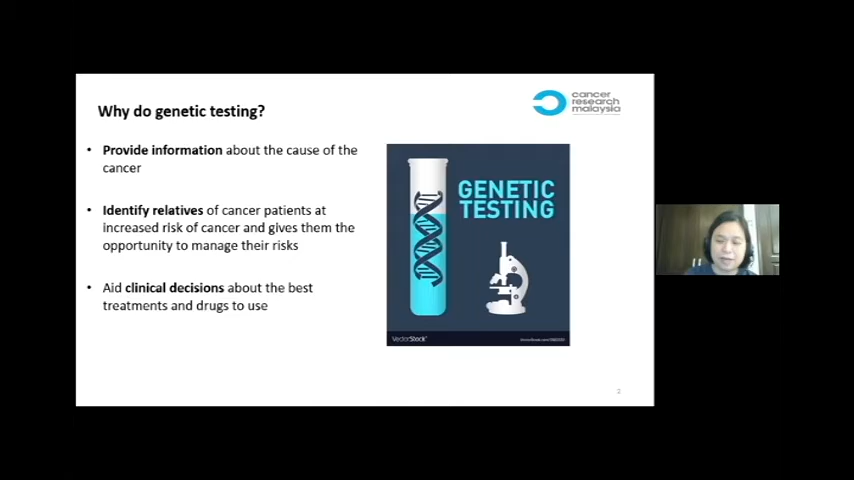 Why do genetic testing?
cancer
research
malaysia
• Provide information about the cause of the
cancer
• Identify relatives of cancer patients at
increased risk of cancer and gives them the
opportunity to manage their risks
• Aid clinical decisions about the best
treatments and drugs to use
GENETIC
TESTING
VectorStock
2